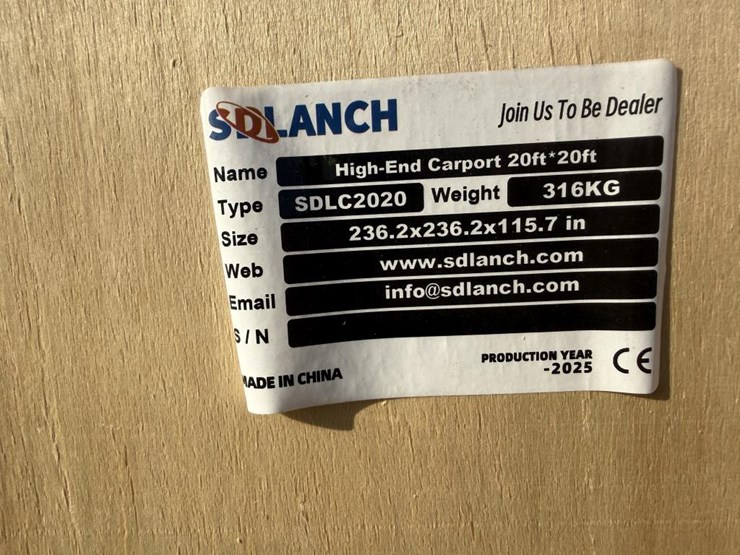 SDLANCH Join Us To Be Dealer
Name High-End Carport 20ft*20ft
Type SDLC2020 Weight 316KG
Size 236.2x236.2x115.7 in
Web www.sdlanch.com
Email info@sdlanch.com
S/N
MADE IN CHINA
PRODUCTION YEAR
-2025
CE